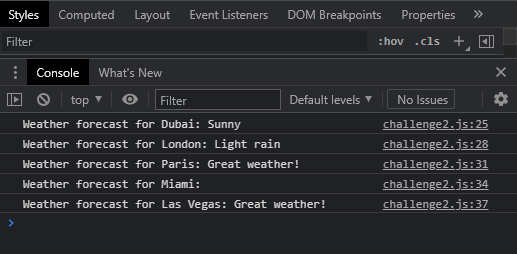 Styles Computed Layout Event Listeners DOM Breakpoints Properties »
Filter :hov .cls +
Console What's New
top Filter Default levels No Issues
Weather forecast for Dubai: Sunny challenge2.js:25
Weather forecast for London: Light rain challenge2.js:28
Weather forecast for Paris: Great weather! challenge2.js:31
Weather forecast for Miami: challenge2.js:34
Weather forecast for Las Vegas: Great weather! challenge2.js:37